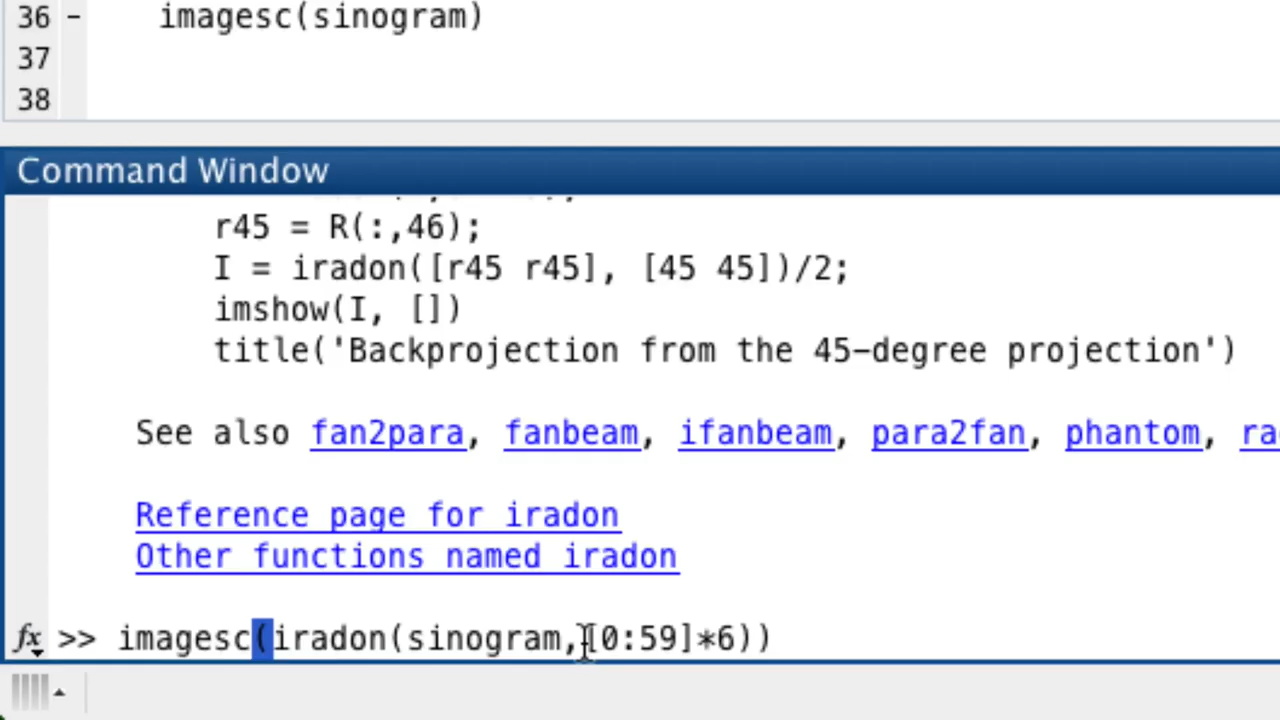 36 – imagesc(sinogram)
37
38
Command Window
r45 = R(:,46);
I = iradon([r45 r45], [45 45])/2;
imshow(I, [])
title('Backprojection from the 45-degree projection')
See also fan2para, fanbeam, ifanbeam, para2fan, phantom,
Reference page for iradon
Other functions named iradon
fx >> imagesc(iradon(sinogram,[0:59]*6))